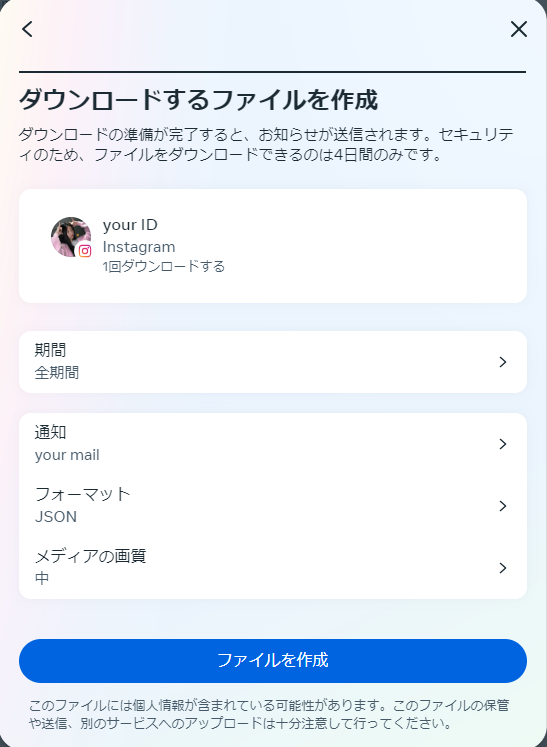 ダウンロードするファイルを作成
ダウンロードの準備が完了すると、お知らせが送信されます。セキュリテ
ィのため、ファイルをダウンロードできるのは4日間のみです。
your ID
Instagram
1回ダウンロードする
期間
全期間
通知
your mail
フォーマット
JSON
メディアの画質
中
ファイルを作成
このファイルには個人情報が含まれている可能性があります。このファイルの保管
や送信、別のサービスへのアップロードは十分注意して行ってください。